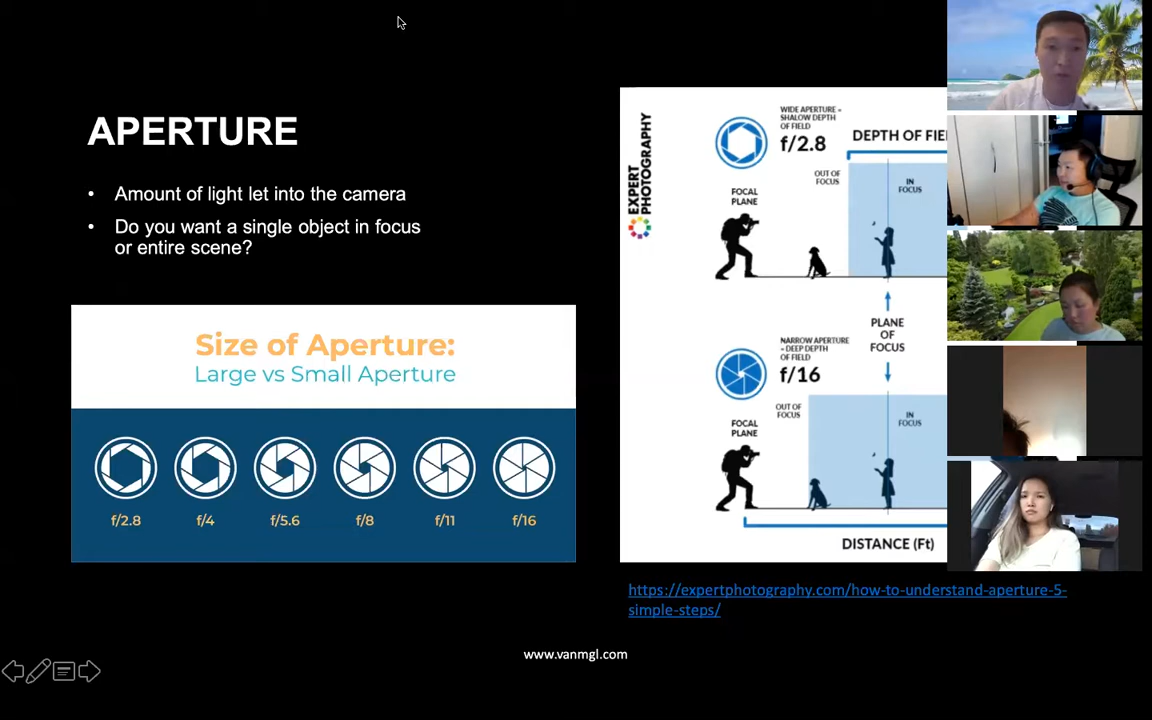 APERTURE
• Amount of light let into the camera
• Do you want a single object in focus
or entire scene?
Size of Aperture:
Large vs Small Aperture
f/2.8 f/4 f/5.6 f/8 f/11 f/16
EXPERT
PHOTOGRAPHY
WIDE APERTURE =
SHALOW DEPTH
OF FIELD
f/2.8
DEPTH OF FIE
OUT OF
FOCUS
IN
FOCUS
FOCAL
PLANE
PLANE
OF
FOCUS
NARROW APERTURE
= DEEP DEPTH
OF FIELD
f/16
OUT OF
FOCUS
IN
FOCUS
FOCAL
PLANE
DISTANCE (Ft)
https://expertphotography.com/how-to-understand-aperture-5-
simple-steps/
www.vanmgl.com